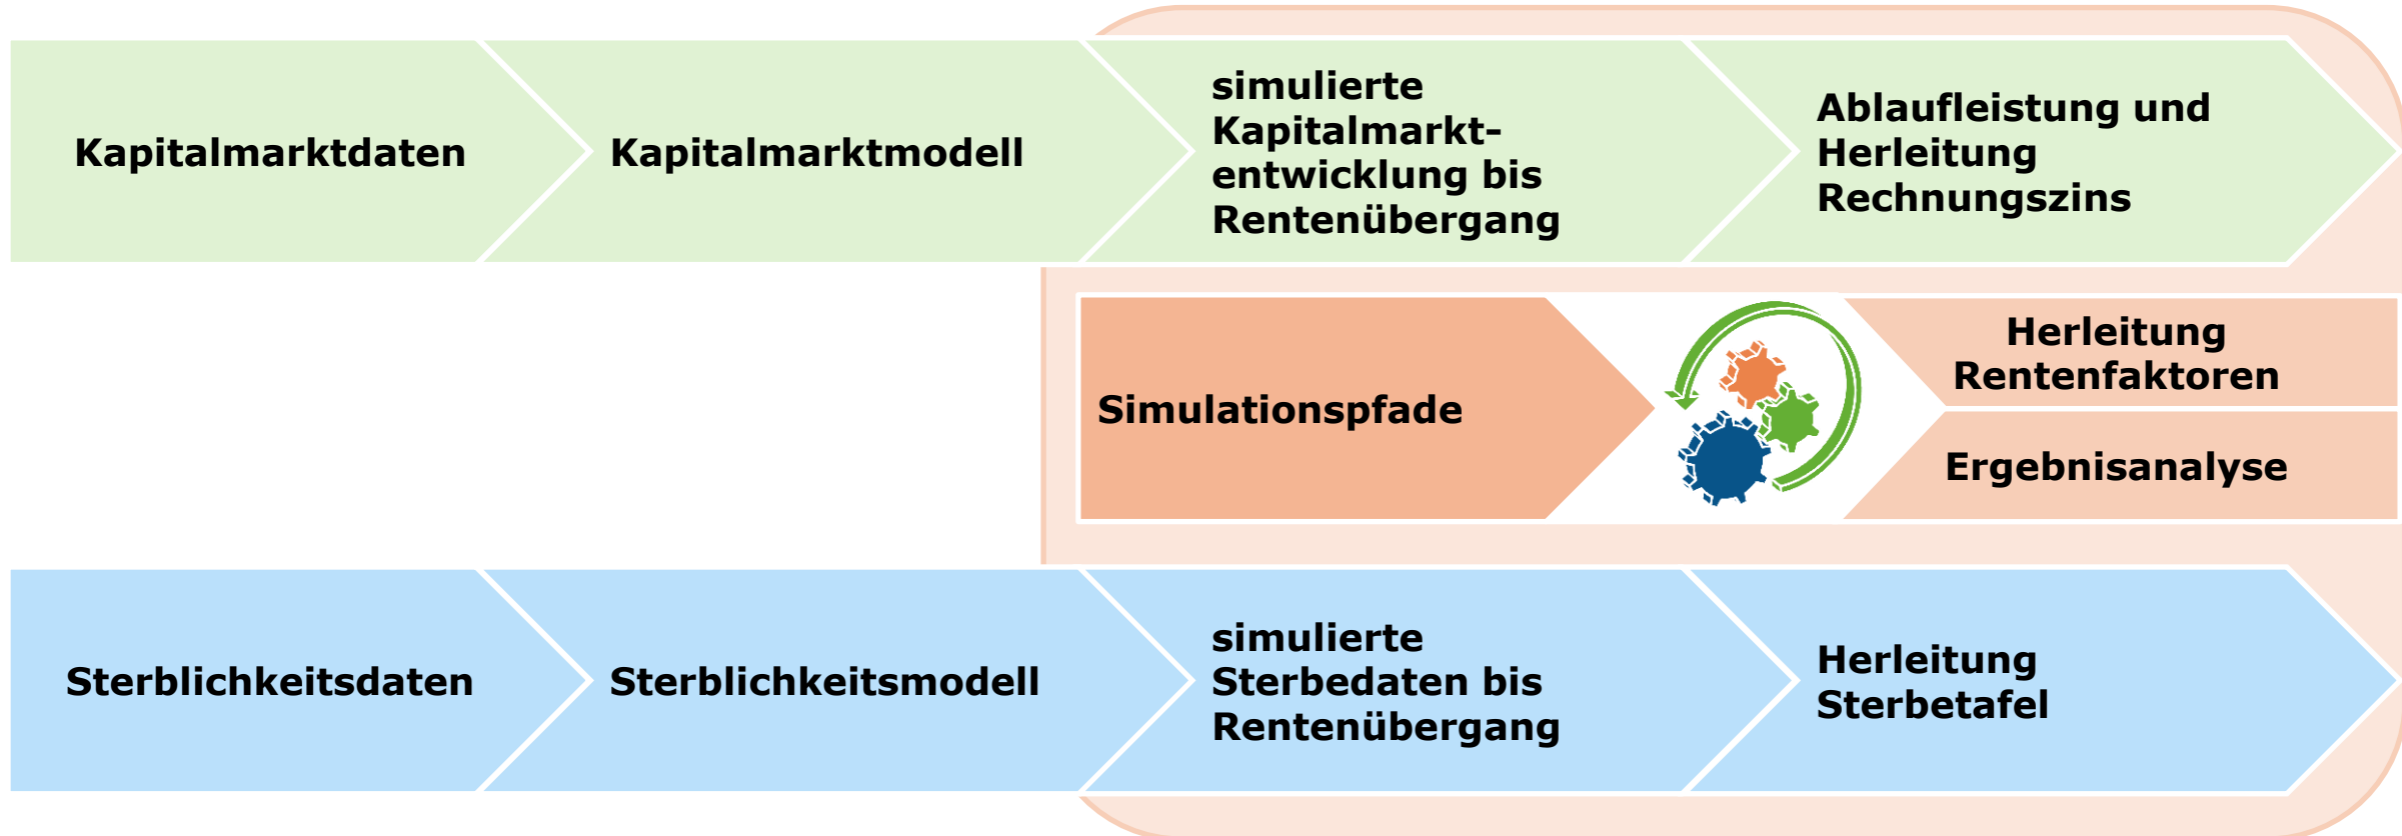 Kapitalmarktdaten
Kapitalmarktmodell
simulierte
Kapitalmarkt-
entwicklung bis
Rentenübergang
Ablaufleistung und
Herleitung
Rechnungszins
Simulationspfade
Herleitung
Rentenfaktoren
Ergebnisanalyse
Sterblichkeitsdaten
Sterblichkeitsmodell
simulierte
Sterbedaten bis
Rentenübergang
Herleitung
Sterbetafel